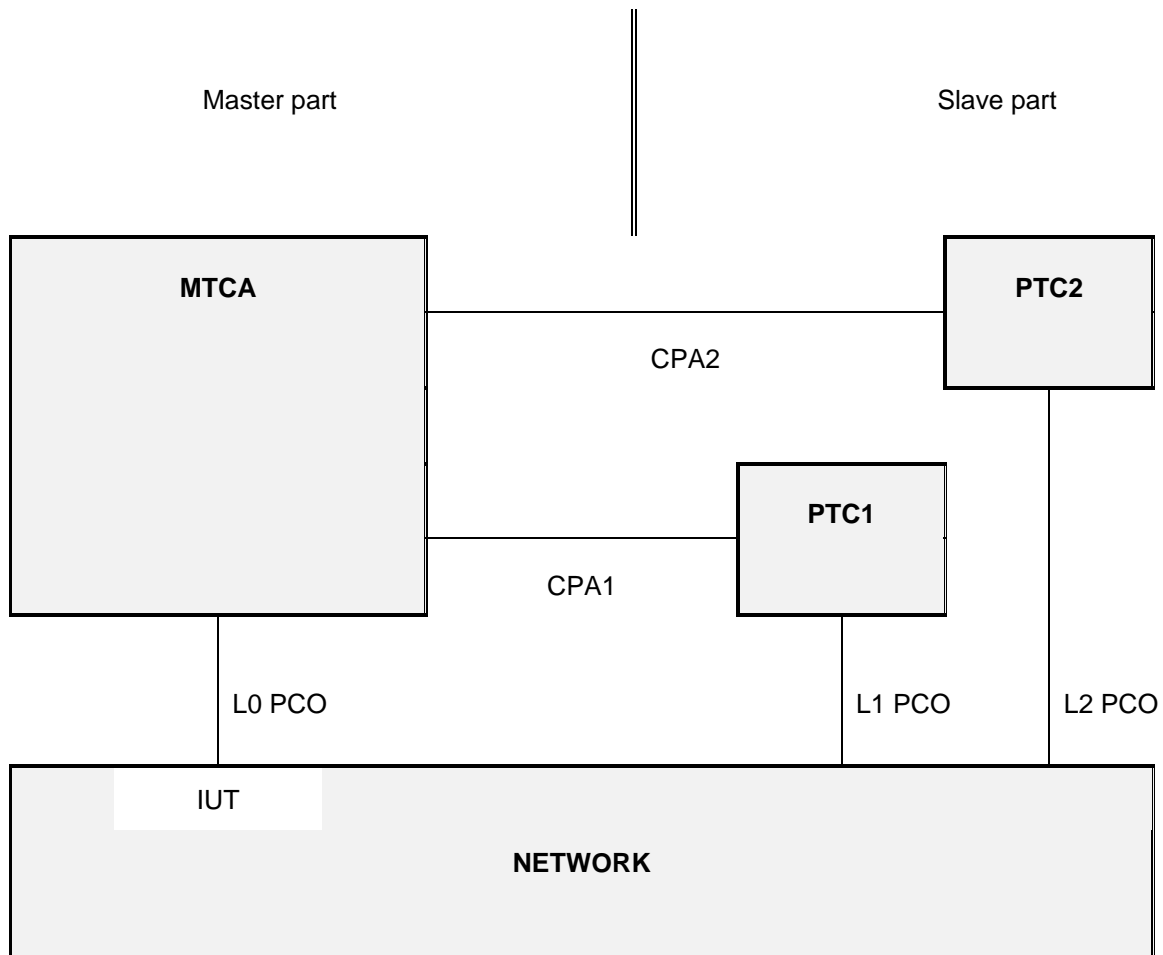 Master part
Slave part
MTCA
PTC2
CPA2
PTC1
CPA1
L0 PCO
L1 PCO
L2 PCO
IUT
NETWORK